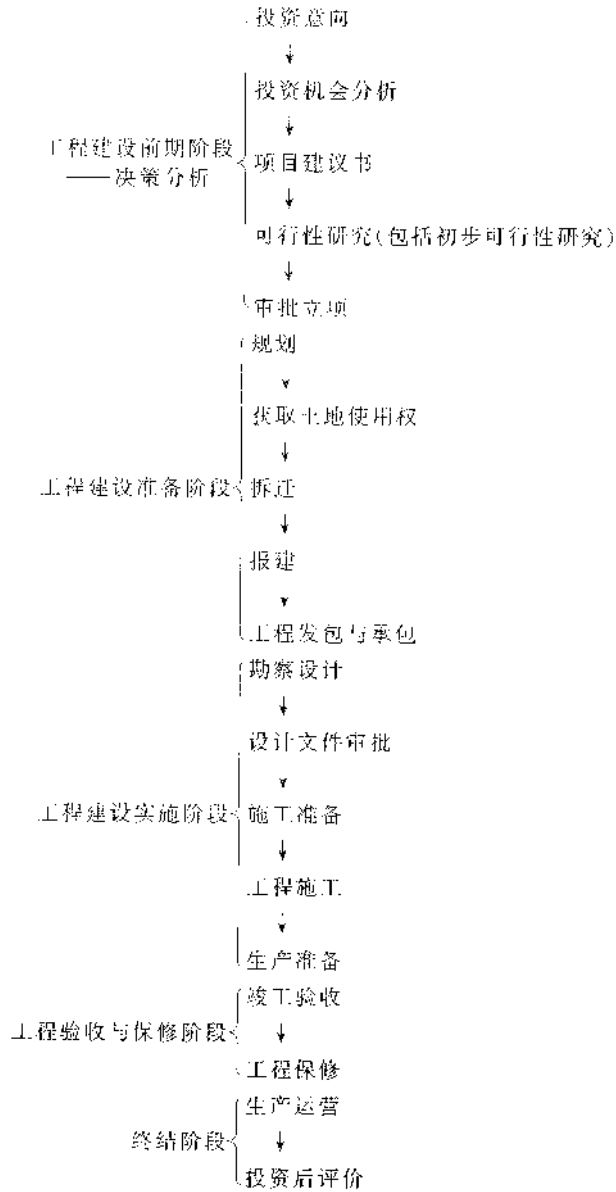 投资意向
投资机会分析
工程建设前期阶段
——决策分析
项目建议书
可行性研究(包括初步可行性研究)
审批立项
规划
获取土地使用权
工程建设准备阶段
拆迁
报建
工程发包与承包
勘察设计
设计文件审批
工程建设实施阶段
施工准备
工程施工
生产准备
竣工验收
工程验收与保修阶段
工程保修
生产运营
终结阶段
投资后评价